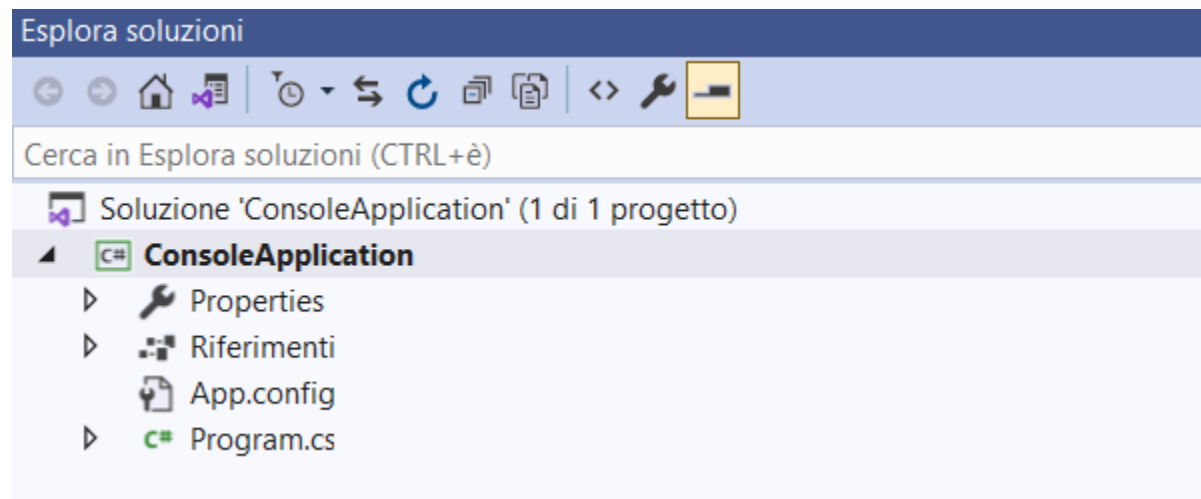 Esplora soluzioni
Cerca in Esplora soluzioni (CTRL+è)
Soluzione 'ConsoleApplication' (1 di 1 progetto)
C# ConsoleApplication
Properties
Riferimenti
App.config
C# Program.cs